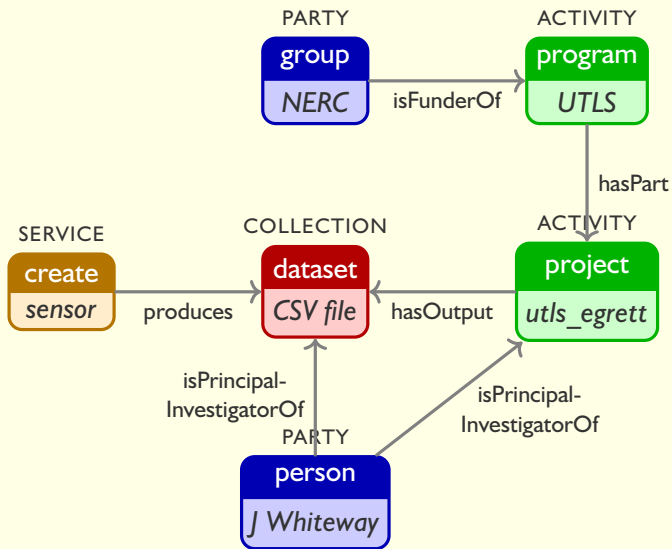 PARTY
group
NERC
isFunderOf
ACTIVITY
program
UTLS
hasPart
SERVICE
create
sensor
produces
COLLECTION
dataset
CSV file
hasOutput
ACTIVITY
project
utls_egrett
isPrincipal-
InvestigatorOf
isPrincipal-
InvestigatorOf
PARTY
person
J Whiteway